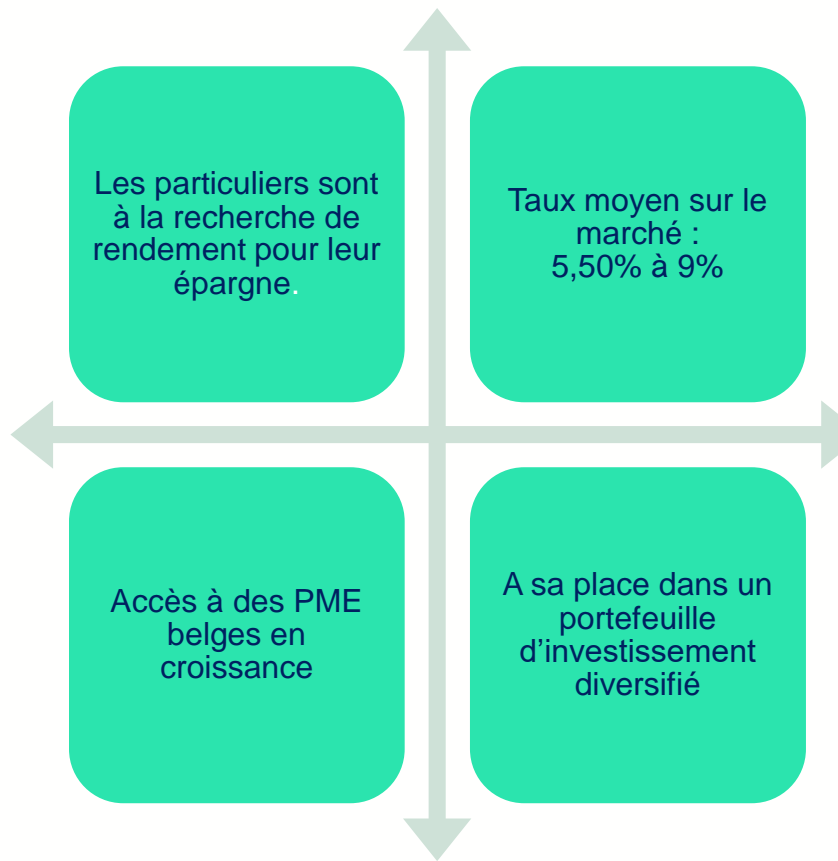 Les particuliers sont
à la recherche de
rendement pour leur
épargne.
Taux moyen sur le
marché :
5,50% à 9%
Accès à des PME
belges en
croissance
A sa place dans un
portefeuille
d’investissement
diversifié